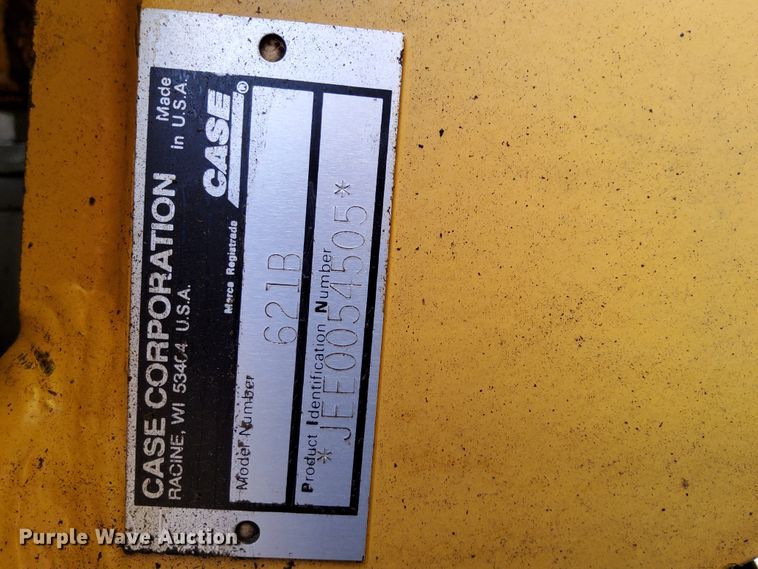 CASE CORPORATION
RACINE, WI 53404 U.S.A.
Made
in U.S.A.
Marca Registrada
CASE®
Model Number
621B
Product Identification Number
*JEE0054505*
Purple Wave Auction